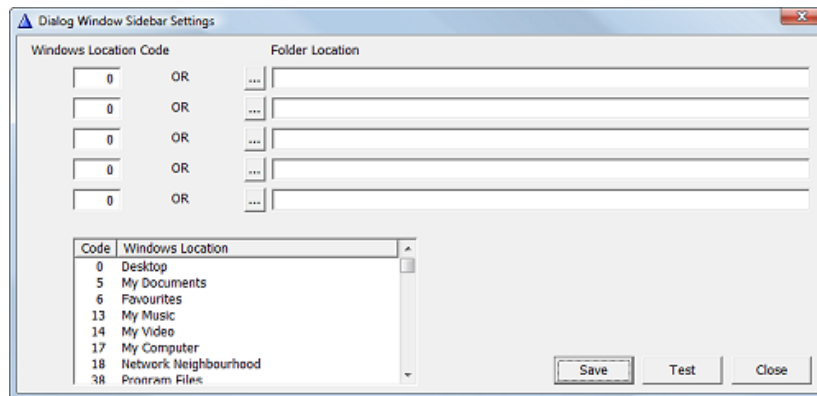 Dialog Window Sidebar Settings
Windows Location Code Folder Location
0 OR ...
0 OR ...
0 OR ...
0 OR ...
0 OR ...
Code Windows Location
0 Desktop
5 My Documents
6 Favourites
13 My Music
14 My Video
17 My Computer
18 Network Neighbourhood
38 Program Files
Save Test Close